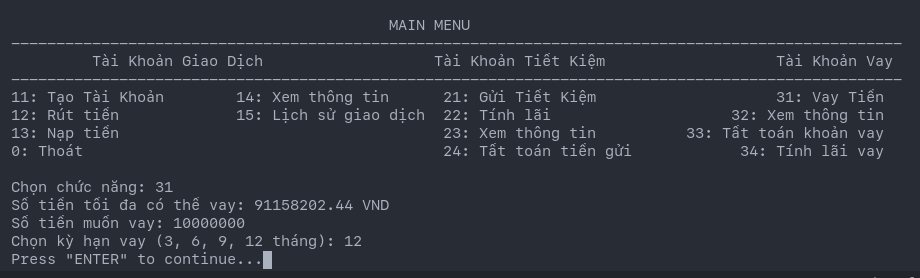 MAIN MENU
Tài Khoản Giao Dịch Tài Khoản Tiết Kiệm Tài Khoản Vay
11: Tạo Tài Khoản 14: Xem thông tin 21: Gửi Tiết Kiệm 31: Vay Tiền
12: Rút tiền 15: Lịch sử giao dịch 22: Tính lãi 32: Xem thông tin
13: Nạp tiền 23: Xem thông tin 33: Tất toán khoản vay
0: Thoát 24: Tất toán tiền gửi 34: Tính lãi vay
Chọn chức năng: 31
Số tiền tối đa có thể vay: 91158202.44 VND
Số tiền muốn vay: 10000000
Chọn kỳ hạn vay (3, 6, 9, 12 tháng): 12
Press "ENTER" to continue...